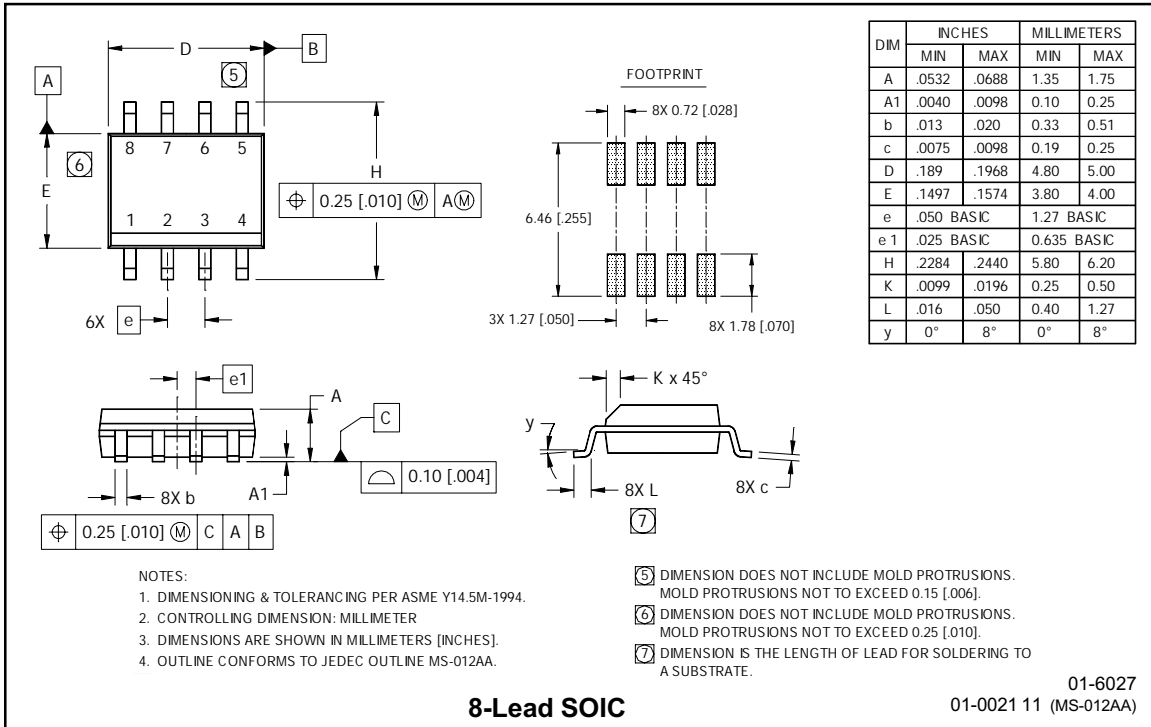 D
B
5
A
8 7 6 5
6
E
H
⌖ 0.25 [.010] Ⓜ AⓂ
1 2 3 4
6X e
FOOTPRINT
8X 0.72 [.028]
6.46 [.255]
3X 1.27 [.050]
8X 1.78 [.070]
DIM INCHES MILLIMETERS
MIN MAX MIN MAX
A .0532 .0688 1.35 1.75
A1 .0040 .0098 0.10 0.25
b .013 .020 0.33 0.51
c .0075 .0098 0.19 0.25
D .189 .1968 4.80 5.00
E .1497 .1574 3.80 4.00
e .050 BASIC 1.27 BASIC
e 1 .025 BASIC 0.635 BASIC
H .2284 .2440 5.80 6.20
K .0099 .0196 0.25 0.50
L .016 .050 0.40 1.27
y 0° 8° 0° 8°
e1
A
C
⌓ 0.10 [.004]
8X b
A1
⌖ 0.25 [.010] Ⓜ C A B
K x 45°
y
8X L
8X c
7
NOTES:
1. DIMENSIONING & TOLERANCING PER ASME Y14.5M-1994.
2. CONTROLLING DIMENSION: MILLIMETER
3. DIMENSIONS ARE SHOWN IN MILLIMETERS [INCHES].
4. OUTLINE CONFORMS TO JEDEC OUTLINE MS-012AA.
5 DIMENSION DOES NOT INCLUDE MOLD PROTRUSIONS.
MOLD PROTRUSIONS NOT TO EXCEED 0.15 [.006].
6 DIMENSION DOES NOT INCLUDE MOLD PROTRUSIONS.
MOLD PROTRUSIONS NOT TO EXCEED 0.25 [.010].
7 DIMENSION IS THE LENGTH OF LEAD FOR SOLDERING TO
A SUBSTRATE.
8-Lead SOIC
01-6027
01-0021 11 (MS-012AA)